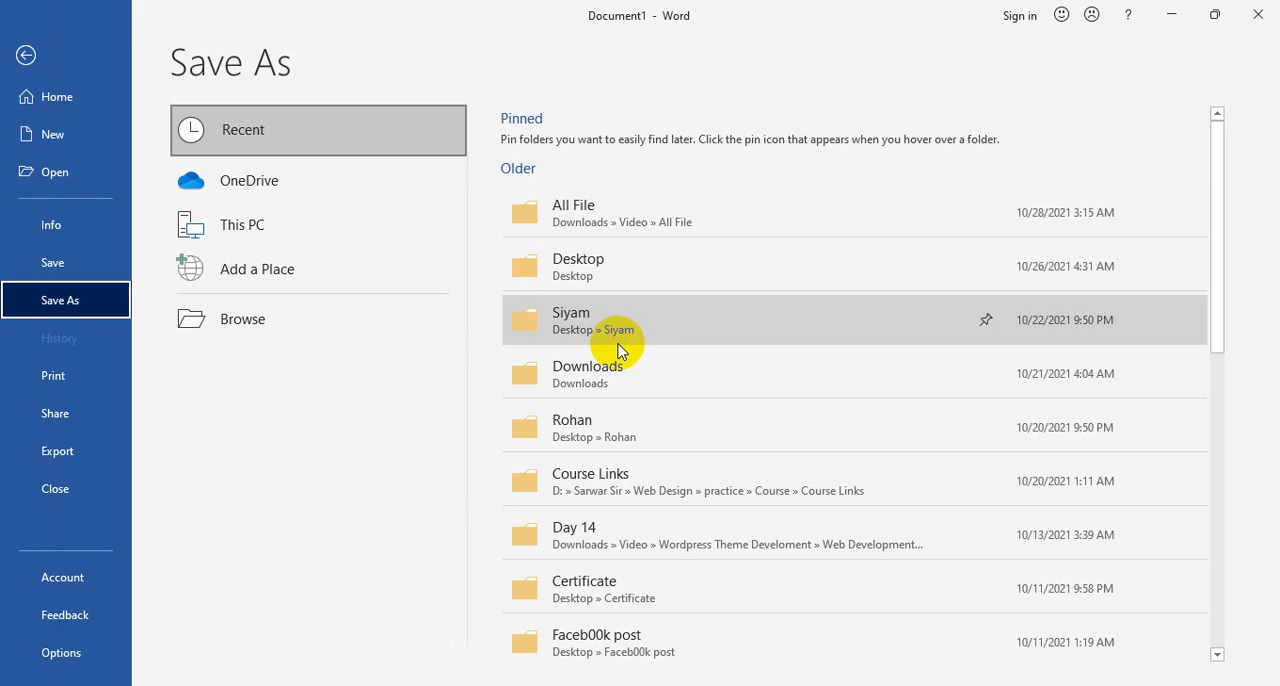 Document1 - Word
Sign in
?
Home
New
Open
Info
Save
Save As
History
Print
Share
Export
Close
Account
Feedback
Options
Save As
Recent
OneDrive
This PC
Add a Place
Browse
Pinned
Pin folders you want to easily find later. Click the pin icon that appears when you hover over a folder.
Older
All File
Downloads » Video » All File
10/28/2021 3:15 AM
Desktop
Desktop
10/26/2021 4:31 AM
Siyam
Desktop » Siyam
10/22/2021 9:50 PM
Downloads
Downloads
10/21/2021 4:04 AM
Rohan
Desktop » Rohan
10/20/2021 9:50 PM
Course Links
D: » Sarwar Sir » Web Design » practice » Course » Course Links
10/20/2021 1:11 AM
Day 14
Downloads » Video » Wordpress Theme Develoment » Web Development...
10/13/2021 3:39 AM
Certificate
Desktop » Certificate
10/11/2021 9:58 PM
Faceb00k post
Desktop » Faceb00k post
10/11/2021 1:19 AM